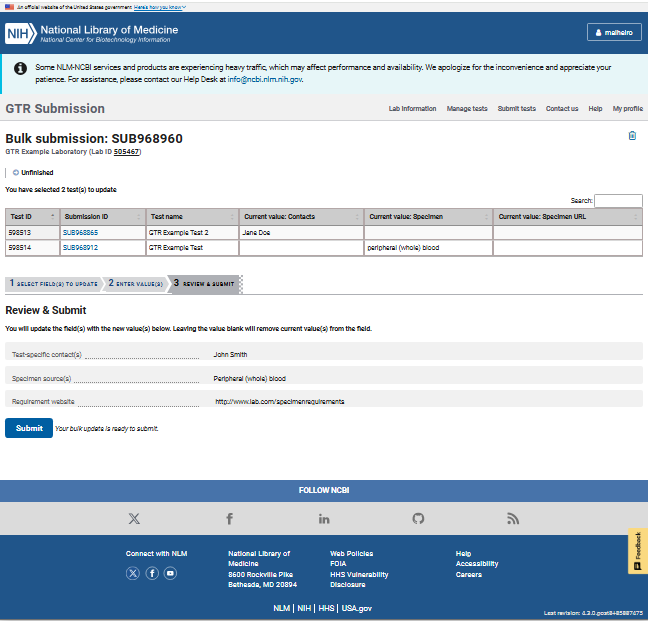 An official website of the United States government Here's how you know
NIH National Library of Medicine
National Center for Biotechnology Information
malheiro
Some NLM-NCBI services and products are experiencing heavy traffic, which may affect performance and availability. We apologize for the inconvenience and appreciate your
patience. For assistance, please contact our Help Desk at info@ncbi.nlm.nih.gov.
GTR Submission Lab Information Manage tests Submit tests Contact us Help My profile
Bulk submission: SUB968960
GTR Example Laboratory (Lab ID 505467)
Unfinished
You have selected 2 test(s) to update
Search:
Test ID Submission ID Test name Current value: Contacts Current value: Specimen Current value: Specimen URL
598513 SUB968865 GTR Example Test 2 Jane Doe
598514 SUB968912 GTR Example Test peripheral (whole) blood
1 SELECT FIELD(S) TO UPDATE 2 ENTER VALUE(S) 3 REVIEW & SUBMIT
Review & Submit
You will update the field(s) with the new value(s) below. Leaving the value blank will remove current value(s) from the field.
Test-specific contact(s) John Smith
Specimen source(s) Peripheral (whole) blood
Requirement website http://www.lab.com/specimenrequirements
Submit Your bulk update is ready to submit.
FOLLOW NCBI
Feedback
Connect with NLM
National Library of
Medicine
8600 Rockville Pike
Bethesda, MD 20894
Web Policies
FOIA
HHS Vulnerability
Disclosure
Help
Accessibility
Careers
NLM | NIH | HHS | USA.gov